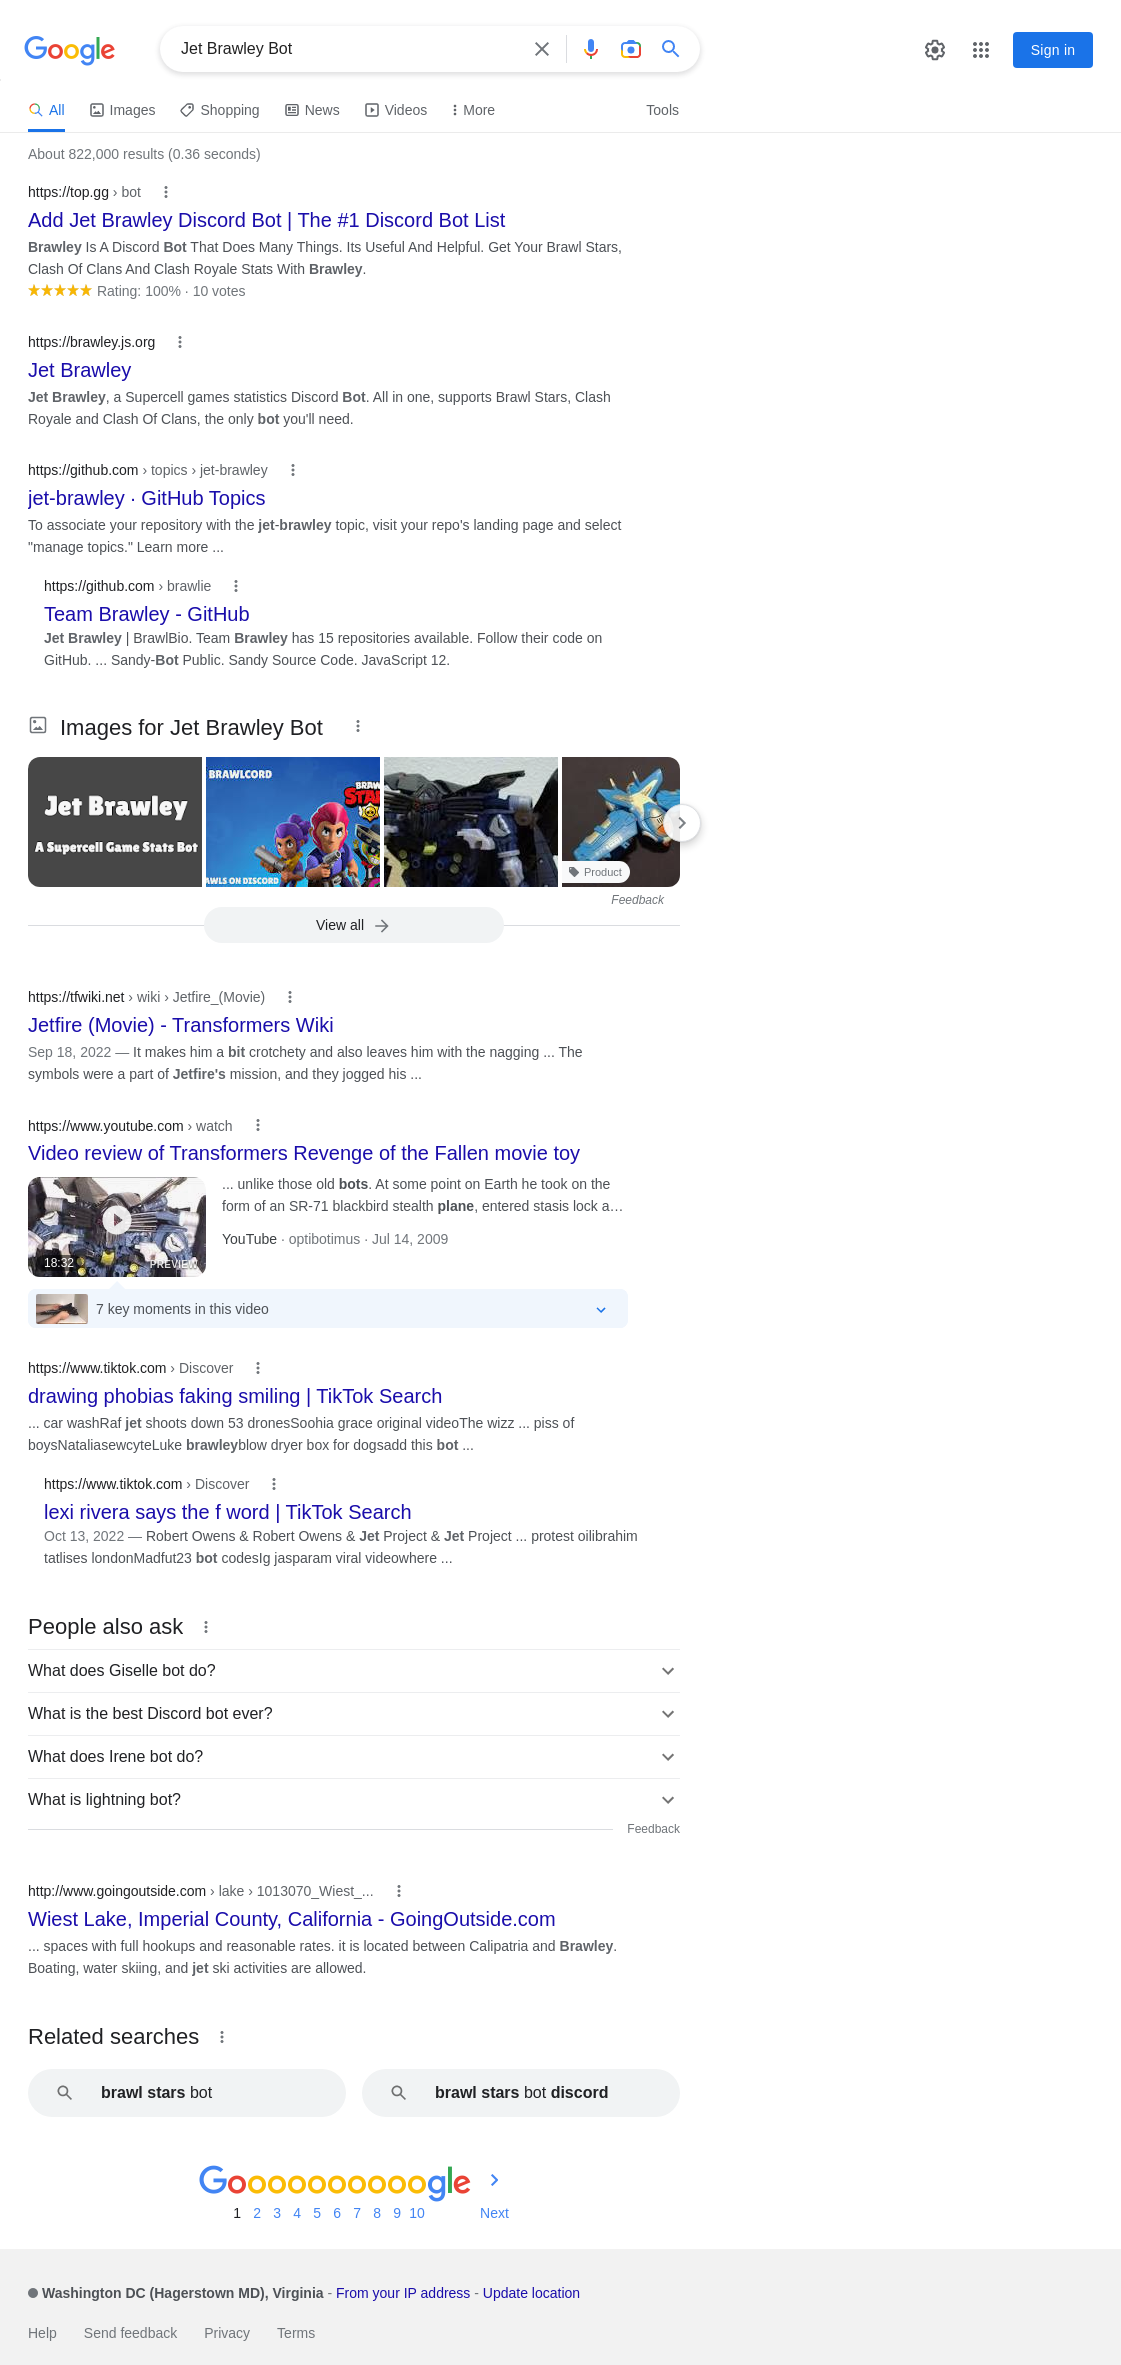 Google
Jet Brawley Bot
Sign in
All
Images
Shopping
News
Videos
More
Tools
About 822,000 results (0.36 seconds)
https://top.gg › bot
Add Jet Brawley Discord Bot | The #1 Discord Bot List
Brawley Is A Discord Bot That Does Many Things. Its Useful And Helpful. Get Your Brawl Stars,
Clash Of Clans And Clash Royale Stats With Brawley.
Rating: 100% · 10 votes
https://brawley.js.org
Jet Brawley
Jet Brawley, a Supercell games statistics Discord Bot. All in one, supports Brawl Stars, Clash
Royale and Clash Of Clans, the only bot you'll need.
https://github.com › topics › jet-brawley
jet-brawley · GitHub Topics
To associate your repository with the jet-brawley topic, visit your repo's landing page and select
"manage topics." Learn more ...
https://github.com › brawlie
Team Brawley - GitHub
Jet Brawley | BrawlBio. Team Brawley has 15 repositories available. Follow their code on
GitHub. ... Sandy-Bot Public. Sandy Source Code. JavaScript 12.
Images for Jet Brawley Bot
Jet Brawley
A Supercell Game Stats Bot
BRAWLCORD
BRAW
STA
AWLS ON DISCORD
Product
Feedback
View all
https://tfwiki.net › wiki › Jetfire_(Movie)
Jetfire (Movie) - Transformers Wiki
Sep 18, 2022 — It makes him a bit crotchety and also leaves him with the nagging ... The
symbols were a part of Jetfire's mission, and they jogged his ...
https://www.youtube.com › watch
Video review of Transformers Revenge of the Fallen movie toy
... unlike those old bots. At some point on Earth he took on the
form of an SR-71 blackbird stealth plane, entered stasis lock a…
YouTube · optibotimus · Jul 14, 2009
18:32
PREVIEW
7 key moments in this video
https://www.tiktok.com › Discover
drawing phobias faking smiling | TikTok Search
... car washRaf jet shoots down 53 dronesSoohia grace original videoThe wizz ... piss of
boysNataliasewcyteLuke brawleyblow dryer box for dogsadd this bot ...
https://www.tiktok.com › Discover
lexi rivera says the f word | TikTok Search
Oct 13, 2022 — Robert Owens & Robert Owens & Jet Project & Jet Project ... protest oilibrahim
tatlises londonMadfut23 bot codesIg jasparam viral videowhere ...
People also ask
What does Giselle bot do?
What is the best Discord bot ever?
What does Irene bot do?
What is lightning bot?
Feedback
http://www.goingoutside.com › lake › 1013070_Wiest_...
Wiest Lake, Imperial County, California - GoingOutside.com
... spaces with full hookups and reasonable rates. it is located between Calipatria and Brawley.
Boating, water skiing, and jet ski activities are allowed.
Related searches
brawl stars bot
brawl stars bot discord
Goooooooooogle
1 2 3 4 5 6 7 8 9 10 Next
Washington DC (Hagerstown MD), Virginia - From your IP address - Update location
Help Send feedback Privacy Terms